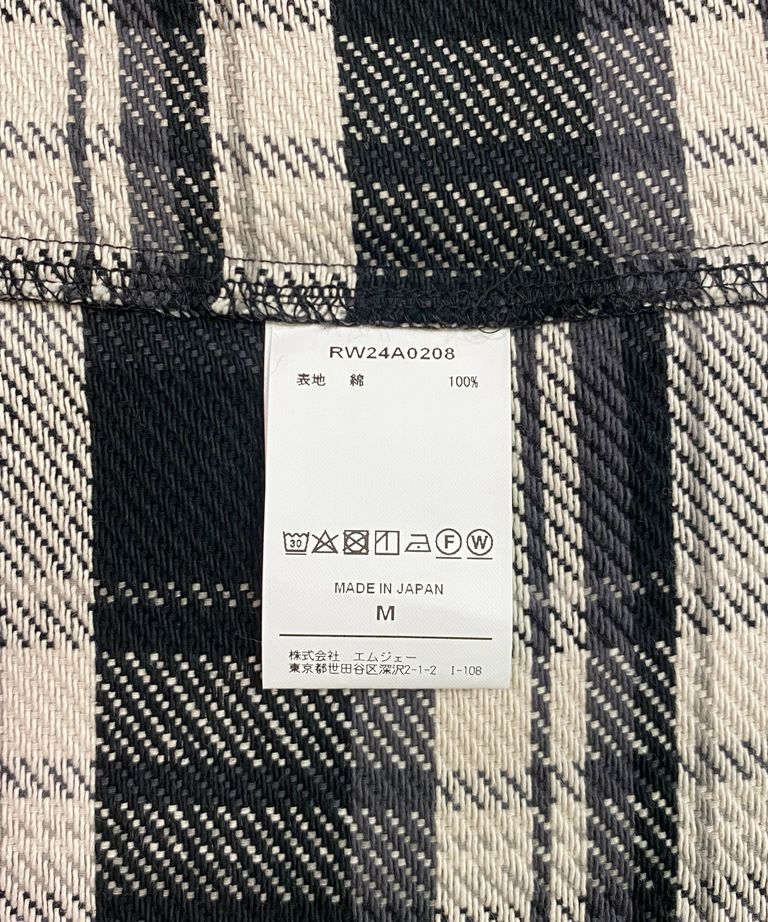 RW24A0208
表地 綿 100%
30 F W
MADE IN JAPAN
M
株式会社 エムジェー
東京都世田谷区深沢2-1-2 I-108